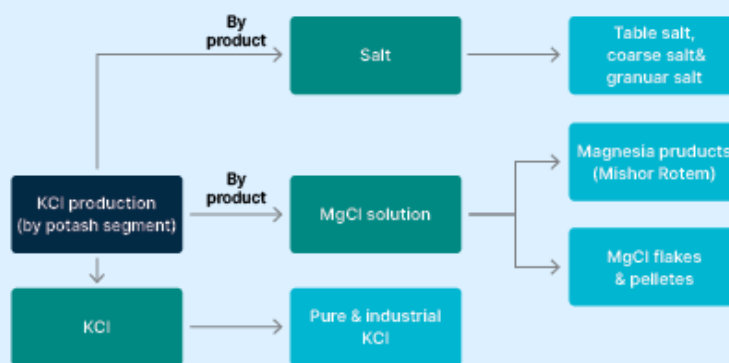 By
product
Salt
Table salt,
coarse salt&
granuar salt
KCl production
(by potash segment)
By
product
MgCl solution
Magnesia pruducts
(Mishor Rotem)
MgCl flakes
& pelletes
KCl
Pure & industrial
KCl